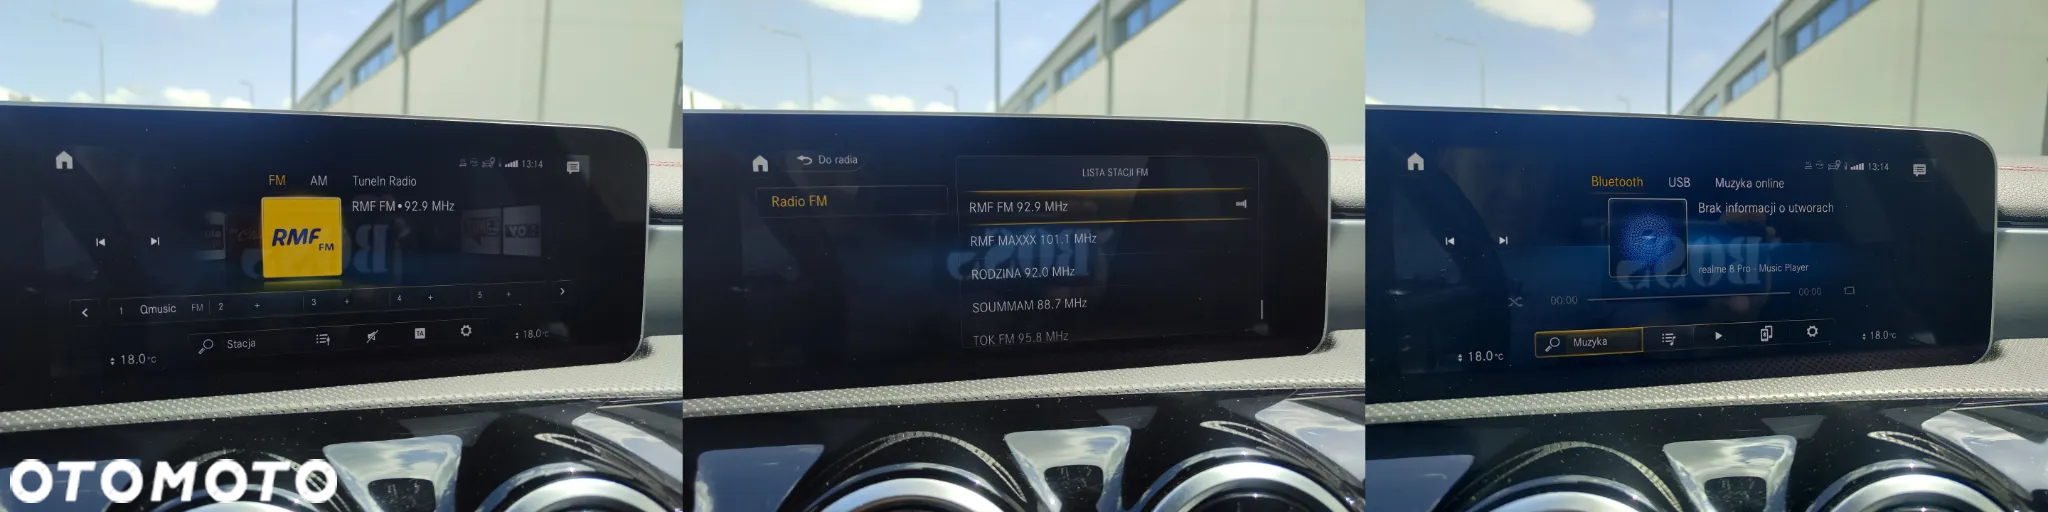 13:14
FM AM TuneIn Radio
RMF FM • 92.9 MHz
RMF FM
1 Qmusic FM 2 + 3 + 4 + 5 +
Stacja TA
18.0°C 18.0°C
OTOMOTO
Do radia
LISTA STACJI FM
Radio FM
RMF FM 92.9 MHz
RMF MAXXX 101.1 MHz
RODZINA 92.0 MHz
SOUMMAM 88.7 MHz
TOK FM 95.8 MHz
BOSS
13:14
Bluetooth USB Muzyka online
Brak informacji o utworach
BOSS
realme 8 Pro - Music Player
00:00 00:00
Muzyka
18.0°C 18.0°C